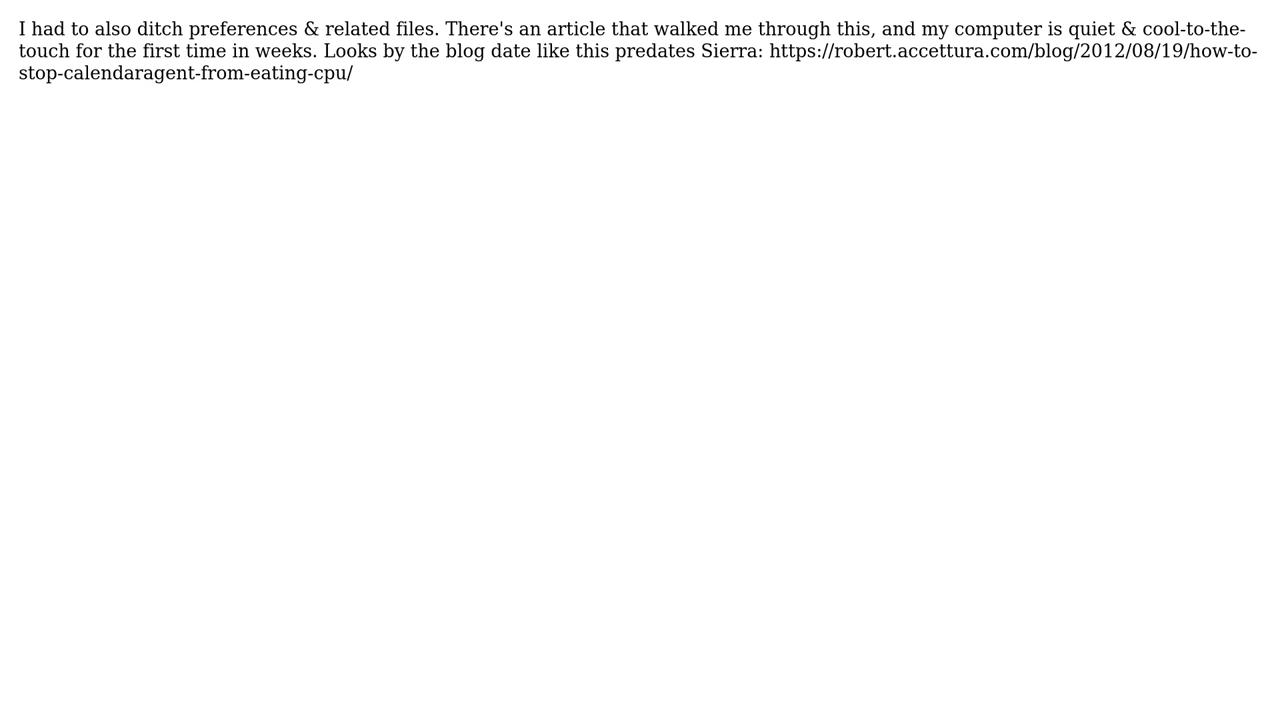 I had to also ditch preferences & related files. There's an article that walked me through this, and my computer is quiet & cool-to-the-
touch for the first time in weeks. Looks by the blog date like this predates Sierra: https://robert.accettura.com/blog/2012/08/19/how-to-
stop-calendaragent-from-eating-cpu/